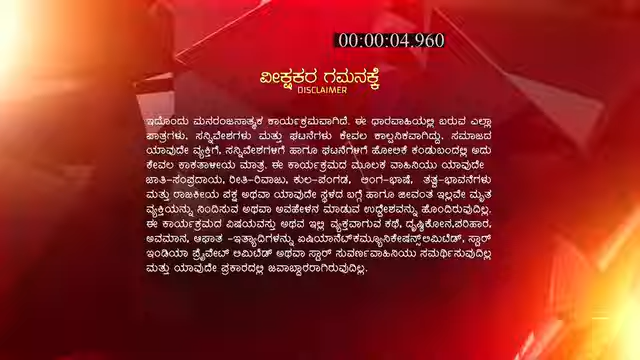 00:00:04.960
ವೀಕ್ಷಕರ ಗಮನಕ್ಕೆ
DISCLAIMER
ಇದೊಂದು ಮನರಂಜನಾತ್ಮಕ ಕಾರ್ಯಕ್ರಮವಾಗಿದೆ. ಈ ಧಾರವಾಹಿಯಲ್ಲಿ ಬರುವ ಎಲ್ಲಾ
ಪಾತ್ರಗಳು, ಸನ್ನಿವೇಶಗಳು ಮತ್ತು ಘಟನೆಗಳು ಕೇವಲ ಕಾಲ್ಪನಿಕವಾಗಿದ್ದು, ಸಮಾಜದ
ಯಾವುದೇ ವ್ಯಕ್ತಿಗೆ, ಸನ್ನಿವೇಶಗಳಿಗೆ ಹಾಗೂ ಘಟನೆಗಳಿಗೆ ಹೋಲಿಕೆ ಕಂಡುಬಂದಲ್ಲಿ ಅದು
ಕೇವಲ ಕಾಕತಾಳೀಯ ಮಾತ್ರ. ಈ ಕಾರ್ಯಕ್ರಮದ ಮೂಲಕ ವಾಹಿನಿಯು ಯಾವುದೇ
ಜಾತಿ-ಸಂಪ್ರದಾಯ, ರೀತಿ-ರಿವಾಜು, ಕುಲ-ಪಂಗಡ, ಲಿಂಗ-ಭಾಷೆ, ತತ್ವ-ಭಾವನೆಗಳು
ಮತ್ತು ರಾಜಕೀಯ ಪಕ್ಷ ಅಥವಾ ಯಾವುದೇ ಸ್ಥಳದ ಬಗ್ಗೆ ಹಾಗೂ ಜೀವಂತ ಇಲ್ಲವೇ ಮೃತ
ವ್ಯಕ್ತಿಯನ್ನು ನಿಂದಿಸುವ ಅಥವಾ ಅವಹೇಳನ ಮಾಡುವ ಉದ್ದೇಶವನ್ನು ಹೊಂದಿರುವುದಿಲ್ಲ.
ಈ ಕಾರ್ಯಕ್ರಮದ ವಿಷಯವಸ್ತು ಅಥವ ಇಲ್ಲಿ ವ್ಯಕ್ತವಾಗುವ ಕಥೆ, ದೃಷ್ಟಿಕೋನ,ಪರಿಹಾರ,
ಅವಮಾನ, ಆಘಾತ -ಇತ್ಯಾದಿಗಳನ್ನು ಏಷಿಯಾನೆಟ್‌ಕಮ್ಯೂನಿಕೇಷನ್ಸ್‌ಲಿಮಿಟೆಡ್, ಸ್ಟಾರ್
ಇಂಡಿಯಾ ಪ್ರೈವೇಟ್ ಲಿಮಿಟೆಡ್ ಅಥವಾ ಸ್ಟಾರ್ ಸುವರ್ಣವಾಹಿನಿಯು ಸಮರ್ಥಿಸುವುದಿಲ್ಲ
ಮತ್ತು ಯಾವುದೇ ಪ್ರಕಾರದಲ್ಲಿ ಜವಾಬ್ದಾರರಾಗಿರುವುದಿಲ್ಲ.